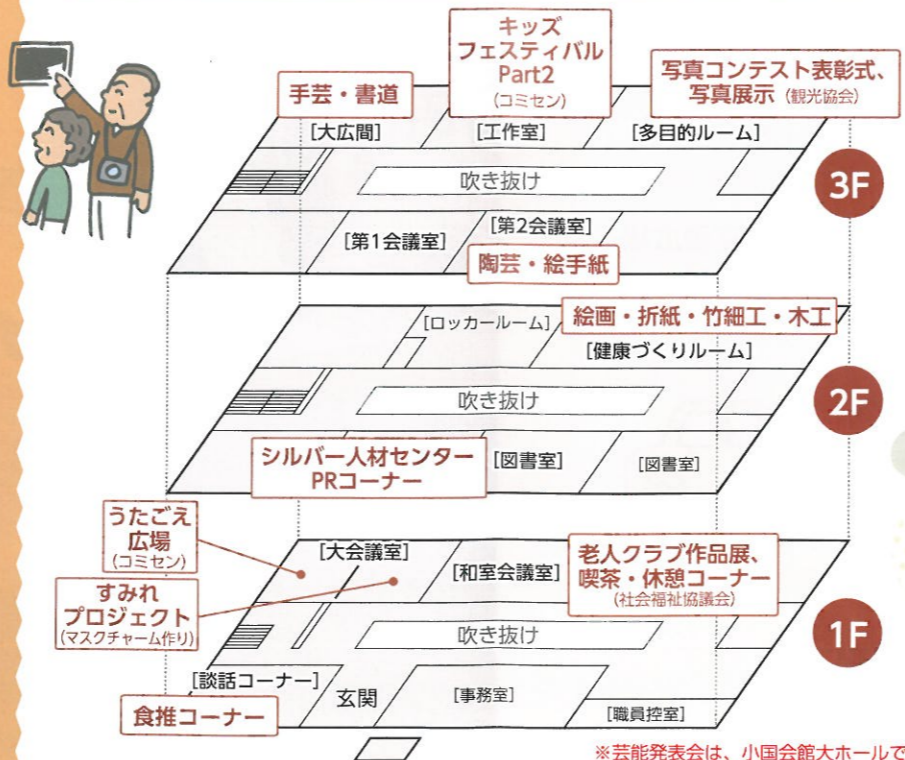 キッズ
フェスティバル
Part2
(コミセン)
手芸・書道
写真コンテスト表彰式、
写真展示 (観光協会)
[大広間]
[工作室]
[多目的ルーム]
吹き抜け
3F
[第1会議室]
[第2会議室]
陶芸・絵手紙
[ロッカールーム]
絵画・折紙・竹細工・木工
[健康づくりルーム]
吹き抜け
2F
シルバー人材センター
PRコーナー
[図書室]
[図書室]
うたごえ
広場
(コミセン)
[大会議室]
[和室会議室]
老人クラブ作品展、
喫茶・休憩コーナー
(社会福祉協議会)
すみれ
プロジェクト
(マスクチャーム作り)
吹き抜け
1F
[談話コーナー]
玄関
[事務室]
[職員控室]
食推コーナー
※芸能発表会は、小国会館大ホールで